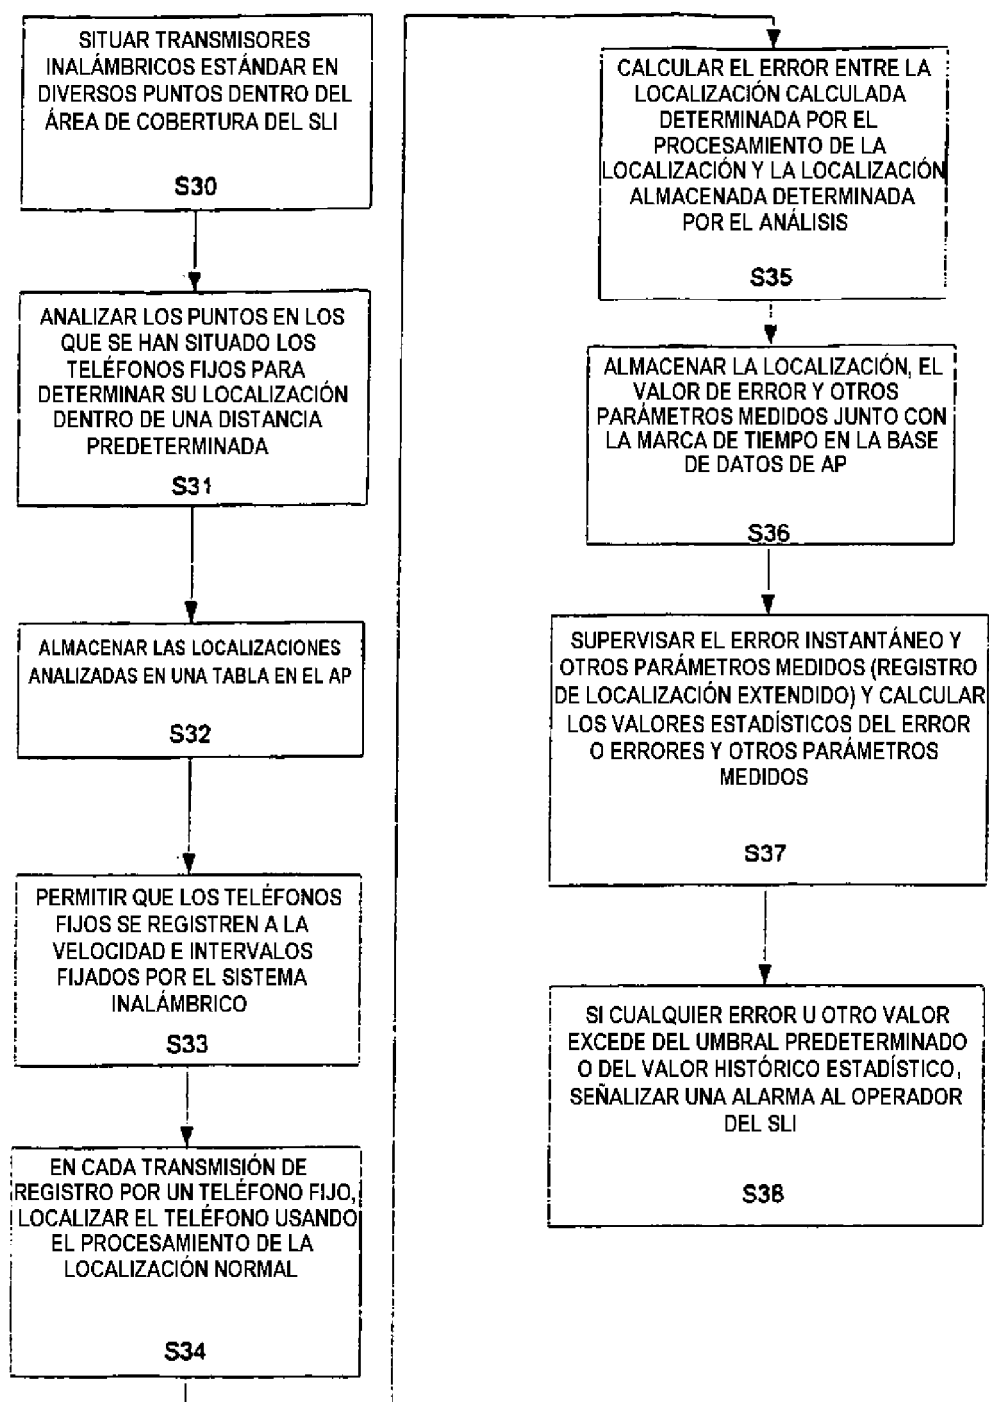 SITUAR TRANSMISORES
INALÁMBRICOS ESTÁNDAR EN
DIVERSOS PUNTOS DENTRO DEL
ÁREA DE COBERTURA DEL SLI
S30
ANALIZAR LOS PUNTOS EN LOS
QUE SE HAN SITUADO LOS
TELÉFONOS FIJOS PARA
DETERMINAR SU LOCALIZACIÓN
DENTRO DE UNA DISTANCIA
PREDETERMINADA
S31
ALMACENAR LAS LOCALIZACIONES
ANALIZADAS EN UNA TABLA EN EL AP
S32
PERMITIR QUE LOS TELÉFONOS
FIJOS SE REGISTREN A LA
VELOCIDAD E INTERVALOS
FIJADOS POR EL SISTEMA
INALÁMBRICO
S33
EN CADA TRANSMISIÓN DE
REGISTRO POR UN TELÉFONO FIJO,
LOCALIZAR EL TELÉFONO USANDO
EL PROCESAMIENTO DE LA
LOCALIZACIÓN NORMAL
S34
CALCULAR EL ERROR ENTRE LA
LOCALIZACIÓN CALCULADA
DETERMINADA POR EL
PROCESAMIENTO DE LA
LOCALIZACIÓN Y LA LOCALIZACIÓN
ALMACENADA DETERMINADA
POR EL ANÁLISIS
S35
ALMACENAR LA LOCALIZACIÓN, EL
VALOR DE ERROR Y OTROS
PARÁMETROS MEDIDOS JUNTO CON
LA MARCA DE TIEMPO EN LA BASE
DE DATOS DE AP
S36
SUPERVISAR EL ERROR INSTANTÁNEO Y
OTROS PARÁMETROS MEDIDOS (REGISTRO
DE LOCALIZACIÓN EXTENDIDO) Y CALCULAR
LOS VALORES ESTADÍSTICOS DEL ERROR
O ERRORES Y OTROS PARÁMETROS
MEDIDOS
S37
SI CUALQUIER ERROR U OTRO VALOR
EXCEDE DEL UMBRAL PREDETERMINADO
O DEL VALOR HISTÓRICO ESTADÍSTICO,
SEÑALIZAR UNA ALARMA AL OPERADOR
DEL SLI
S38